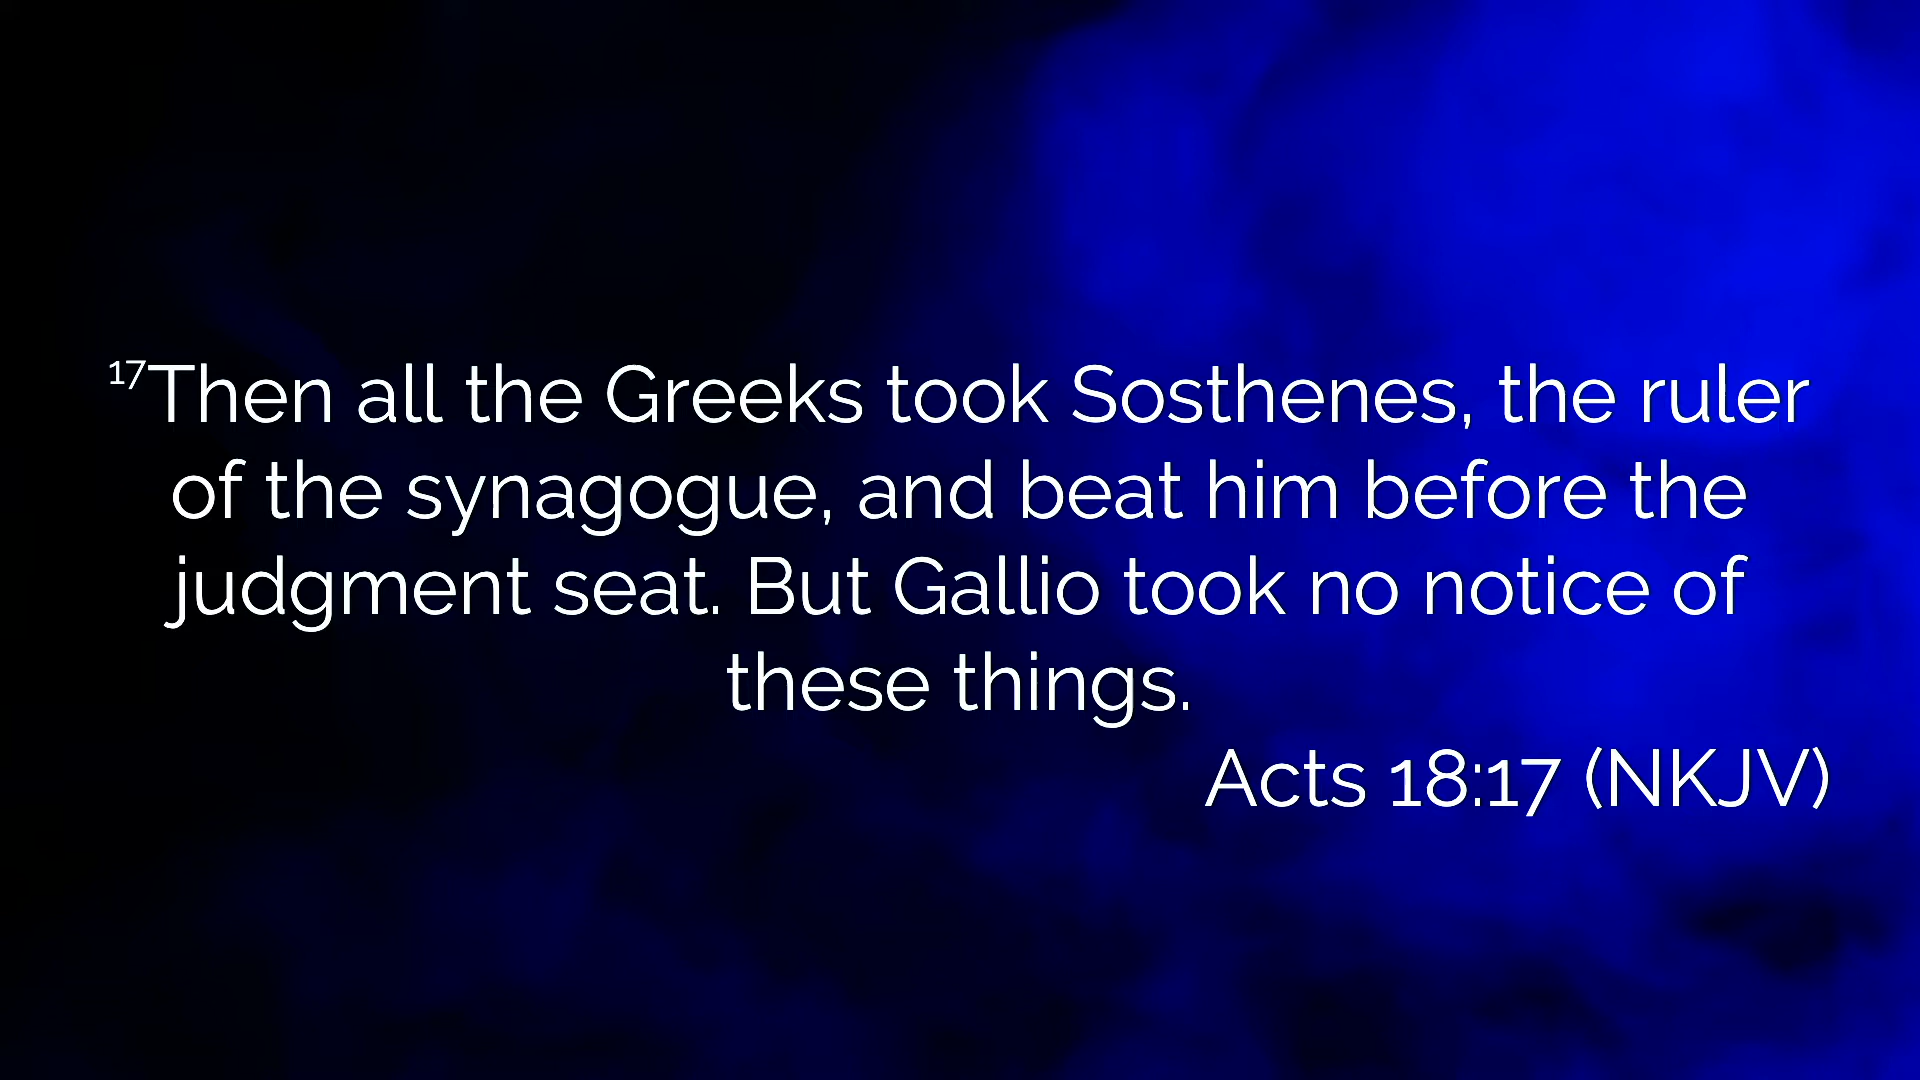 ¹⁷Then all the Greeks took Sosthenes, the ruler
of the synagogue, and beat him before the
judgment seat. But Gallio took no notice of
these things.
Acts 18:17 (NKJV)